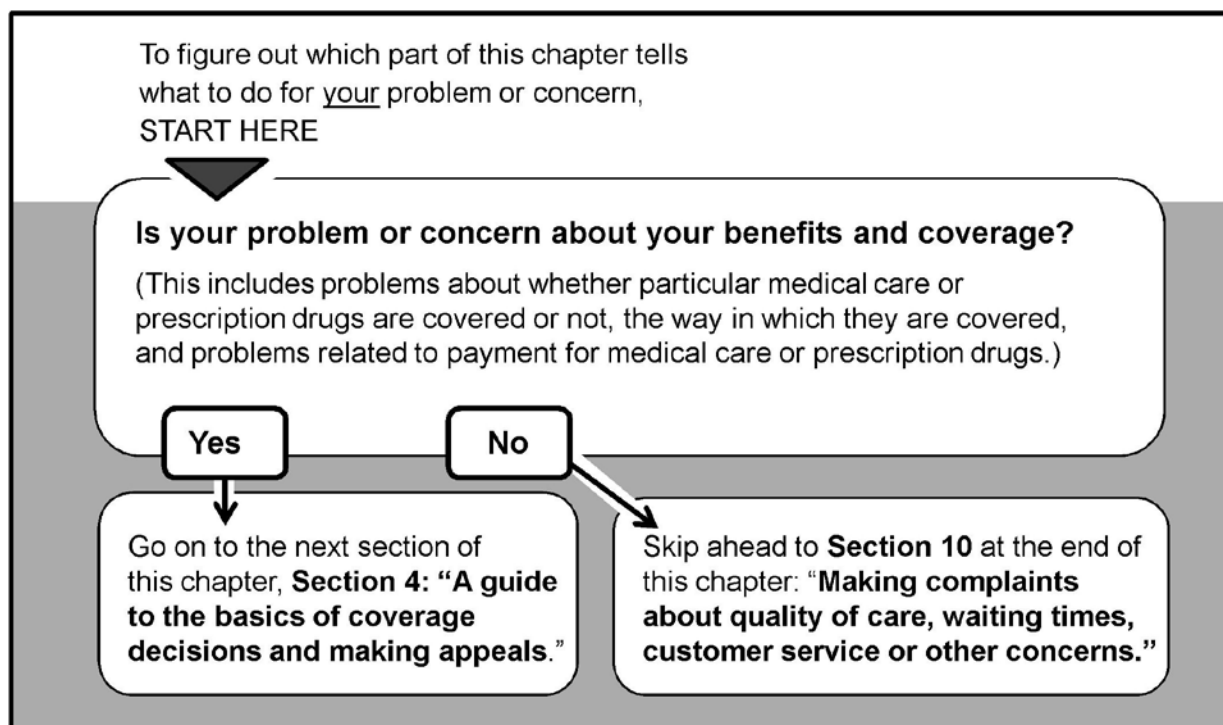 To figure out which part of this chapter tells
what to do for your problem or concern,
START HERE
Is your problem or concern about your benefits and coverage?
(This includes problems about whether particular medical care or
prescription drugs are covered or not, the way in which they are covered,
and problems related to payment for medical care or prescription drugs.)
Yes
No
Go on to the next section of
this chapter, Section 4: “A guide
to the basics of coverage
decisions and making appeals.”
Skip ahead to Section 10 at the end of
this chapter: “Making complaints
about quality of care, waiting times,
customer service or other concerns.”